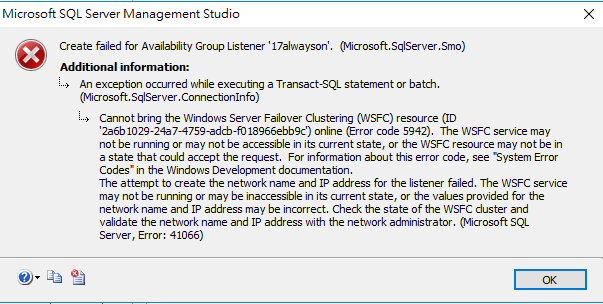 Microsoft SQL Server Management Studio
Create failed for Availability Group Listener '17alwayson'. (Microsoft.SqlServer.Smo)
Additional information:
An exception occurred while executing a Transact-SQL statement or batch.
(Microsoft.SqlServer.ConnectionInfo)
Cannot bring the Windows Server Failover Clustering (WSFC) resource (ID
'2a6b1029-24a7-4759-adcb-f018966ebb9c') online (Error code 5942). The WSFC service may
not be running or may not be accessible in its current state, or the WSFC resource may not be in
a state that could accept the request. For information about this error code, see "System Error
Codes" in the Windows Development documentation.
The attempt to create the network name and IP address for the listener failed. The WSFC service
may not be running or may be inaccessible in its current state, or the values provided for the
network name and IP address may be incorrect. Check the state of the WSFC cluster and
validate the network name and IP address with the network administrator. (Microsoft SQL
Server, Error: 41066)
OK